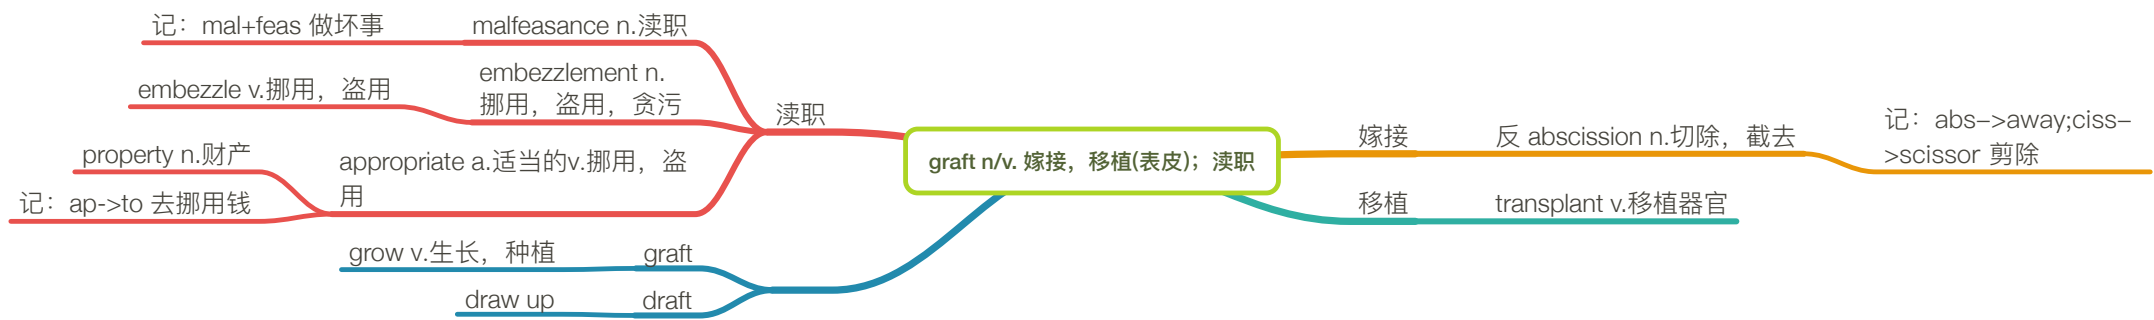 记：mal+feas 做坏事
malfeasance n.渎职
embezzle v.挪用，盗用
embezzlement n.
挪用，盗用，贪污
渎职
property n.财产
记：ap->to 去挪用钱
appropriate a.适当的v.挪用，盗
用
grow v.生长，种植
graft
draw up
draft
graft n/v. 嫁接，移植(表皮)；渎职
嫁接
反 abscission n.切除，截去
记：abs->away;ciss-
>scissor 剪除
移植
transplant v.移植器官